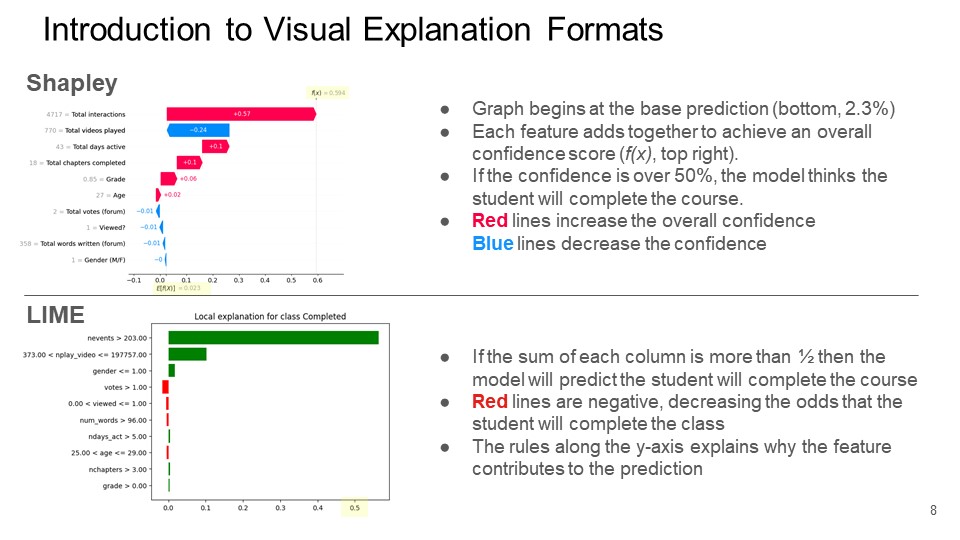 Introduction to Visual Explanation Formats
Shapley
f(x) = 0.594
4717 = Total interactions
+0.57
770 = Total videos played
−0.24
43 = Total days active
+0.1
18 = Total chapters completed
+0.1
0.85 = Grade
+0.06
27 = Age
+0.02
2 = Total votes (forum)
−0.01
1 = Viewed?
−0.01
358 = Total words written (forum)
−0.01
1 = Gender (M/F)
−0
−0.1 0.0 0.1 0.2 0.3 0.4 0.5 0.6
E[f(X)] = 0.023
● Graph begins at the base prediction (bottom, 2.3%)
● Each feature adds together to achieve an overall
confidence score (f(x), top right).
● If the confidence is over 50%, the model thinks the
student will complete the course.
● Red lines increase the overall confidence
Blue lines decrease the confidence
LIME
Local explanation for class Completed
nevents > 203.00
373.00 < nplay_video <= 197757.00
gender <= 1.00
votes > 1.00
0.00 < viewed <= 1.00
num_words > 96.00
ndays_act > 5.00
25.00 < age <= 29.00
nchapters > 3.00
grade > 0.00
0.0 0.1 0.2 0.3 0.4 0.5
● If the sum of each column is more than ½ then the
model will predict the student will complete the course
● Red lines are negative, decreasing the odds that the
student will complete the class
● The rules along the y-axis explains why the feature
contributes to the prediction
8